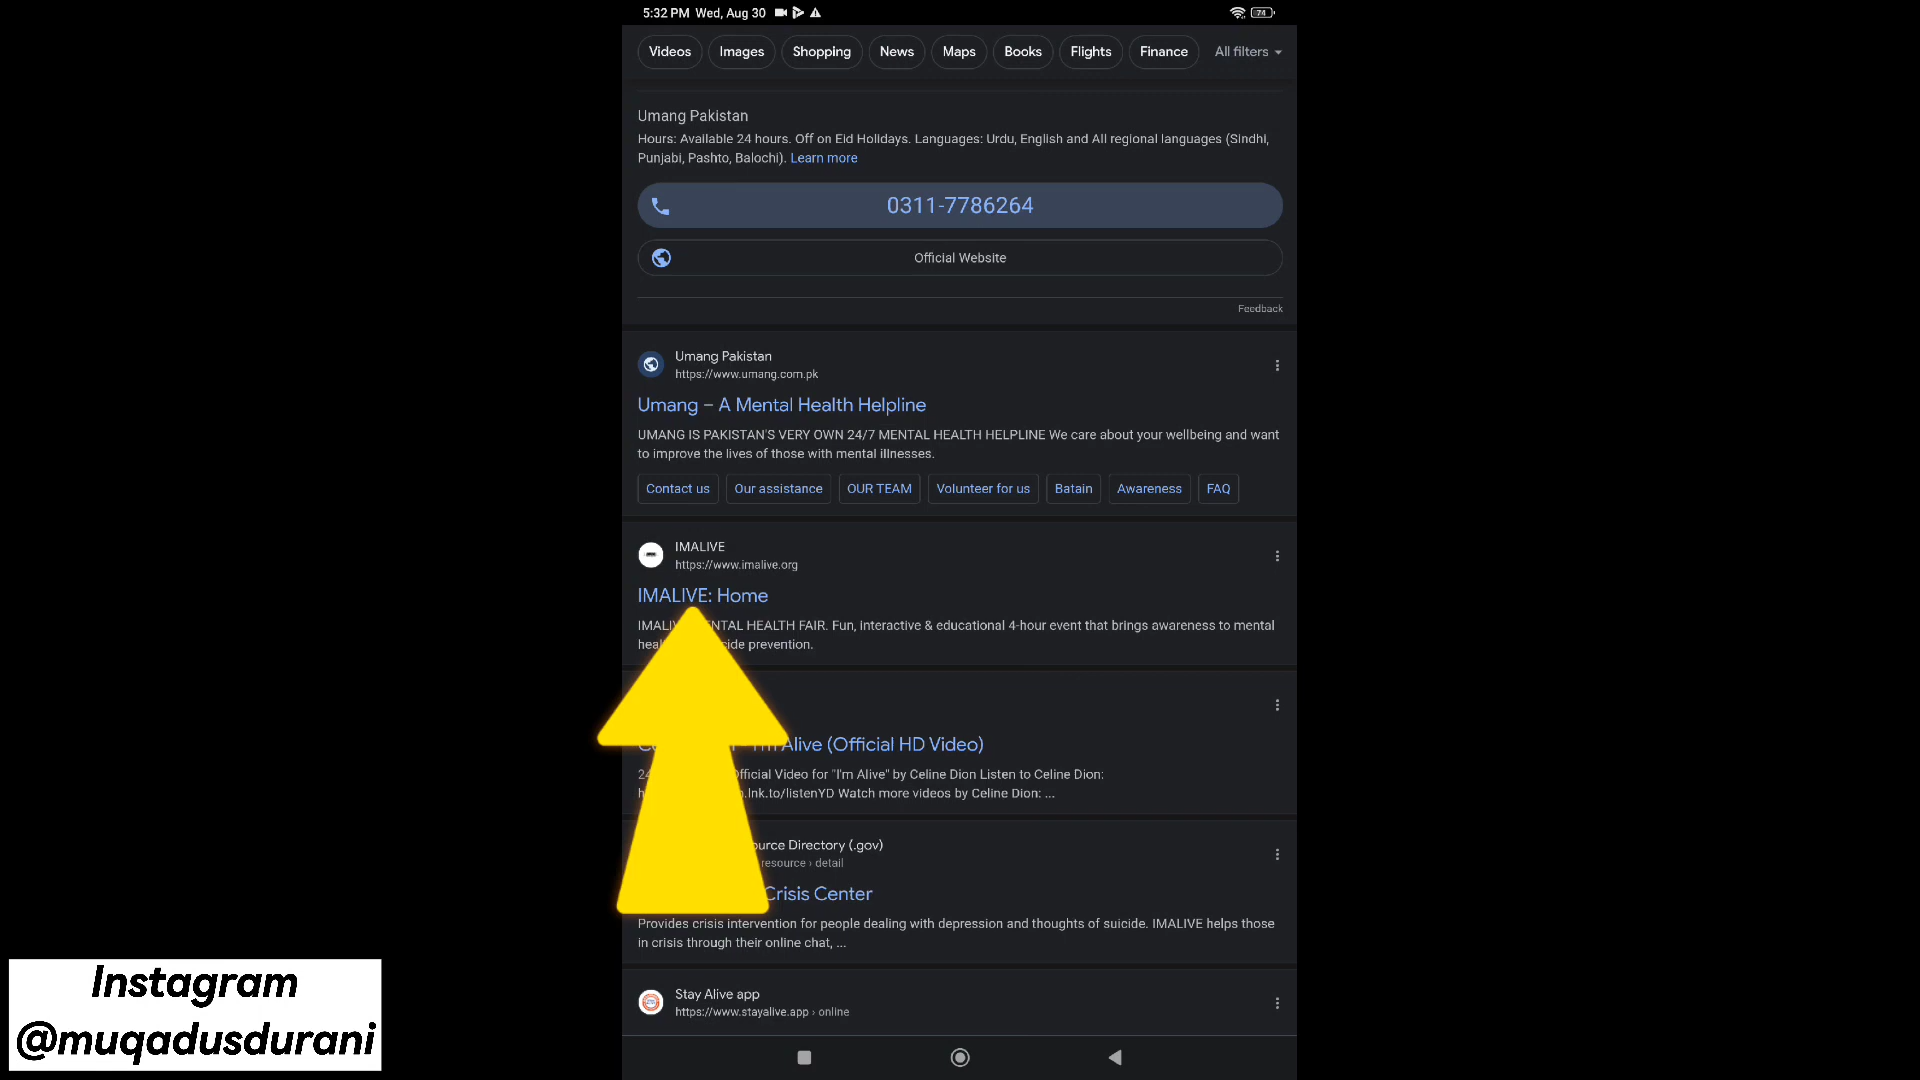 5:32 PM Wed, Aug 30
74
Videos Images Shopping News Maps Books Flights Finance All filters
Umang Pakistan
Hours: Available 24 hours. Off on Eid Holidays. Languages: Urdu, English and All regional languages (Sindhi,
Punjabi, Pashto, Balochi). Learn more
0311-7786264
Official Website
Feedback
Umang Pakistan
https://www.umang.com.pk
Umang – A Mental Health Helpline
UMANG IS PAKISTAN'S VERY OWN 24/7 MENTAL HEALTH HELPLINE We care about your wellbeing and want
to improve the lives of those with mental illnesses.
Contact us Our assistance OUR TEAM Volunteer for us Batain Awareness FAQ
IMALIVE
https://www.imalive.org
IMALIVE: Home
HEALTH FAIR. Fun, interactive & educational 4-hour event that brings awareness to mental
prevention.
Alive (Official HD Video)
Video for "I'm Alive" by Celine Dion Listen to Celine Dion:
Watch more videos by Celine Dion: ...
Directory (.gov)
resource › detail
Crisis Center
Provides crisis intervention for people dealing with depression and thoughts of suicide. IMALIVE helps those
in crisis through their online chat, ...
Stay Alive app
https://www.stayalive.app › online
Instagram
@muqadusdurani